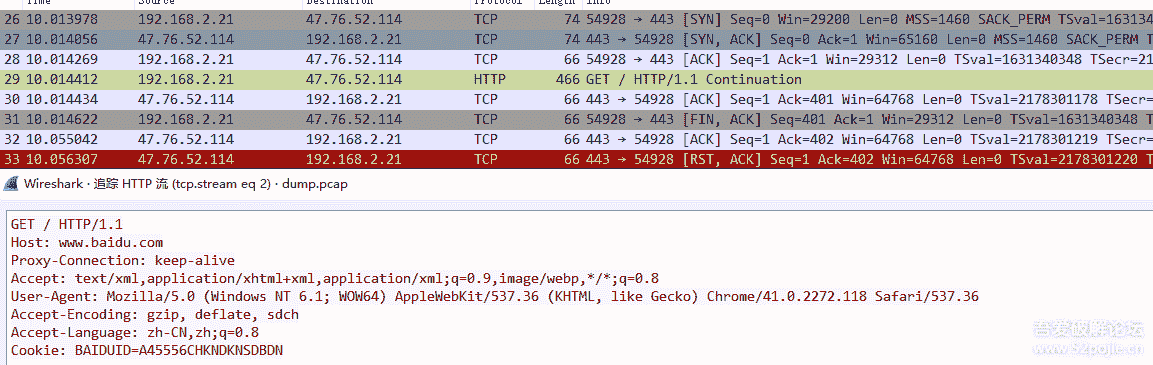 Time Source Destination Protocol Length Info
26 10.013978 192.168.2.21 47.76.52.114 TCP 74 54928 → 443 [SYN] Seq=0 Win=29200 Len=0 MSS=1460 SACK_PERM TSval=1631340
27 10.014056 47.76.52.114 192.168.2.21 TCP 74 443 → 54928 [SYN, ACK] Seq=0 Ack=1 Win=65160 Len=0 MSS=1460 SACK_PERM T
28 10.014269 192.168.2.21 47.76.52.114 TCP 66 54928 → 443 [ACK] Seq=1 Ack=1 Win=29312 Len=0 TSval=1631340348 TSecr=21
29 10.014412 192.168.2.21 47.76.52.114 HTTP 466 GET / HTTP/1.1 Continuation
30 10.014434 47.76.52.114 192.168.2.21 TCP 66 443 → 54928 [ACK] Seq=1 Ack=401 Win=64768 Len=0 TSval=2178301178 TSecr=
31 10.014622 192.168.2.21 47.76.52.114 TCP 66 54928 → 443 [FIN, ACK] Seq=401 Ack=1 Win=29312 Len=0 TSval=1631340348 T
32 10.055042 47.76.52.114 192.168.2.21 TCP 66 443 → 54928 [ACK] Seq=1 Ack=402 Win=64768 Len=0 TSval=2178301219 TSecr=
33 10.056307 47.76.52.114 192.168.2.21 TCP 66 443 → 54928 [RST, ACK] Seq=1 Ack=402 Win=64768 Len=0 TSval=2178301220 T
Wireshark · 追踪 HTTP 流 (tcp.stream eq 2) · dump.pcap
GET / HTTP/1.1
Host: www.baidu.com
Proxy-Connection: keep-alive
Accept: text/xml,application/xhtml+xml,application/xml;q=0.9,image/webp,*/*;q=0.8
User-Agent: Mozilla/5.0 (Windows NT 6.1; WOW64) AppleWebKit/537.36 (KHTML, like Gecko) Chrome/41.0.2272.118 Safari/537.36
Accept-Encoding: gzip, deflate, sdch
Accept-Language: zh-CN,zh;q=0.8
Cookie: BAIDUID=A45556CHKNDKNSDBDN
吾爱破解论坛
www.52pojie.cn